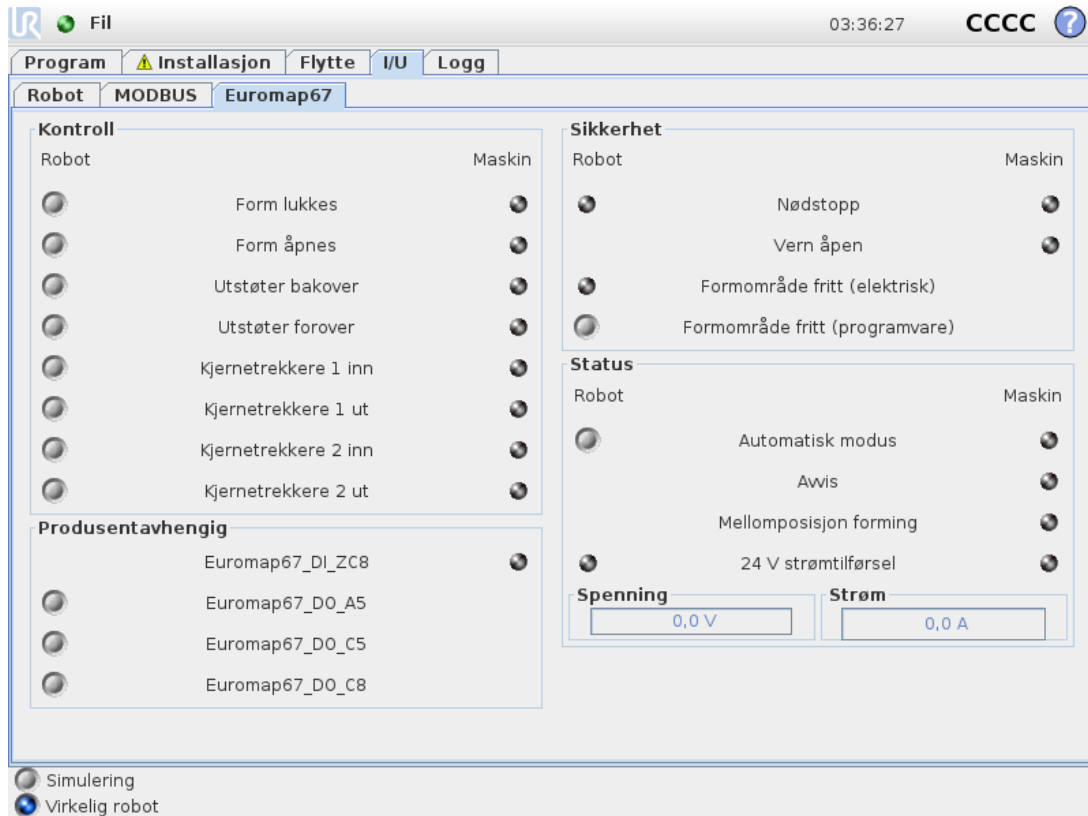 UR Fil 03:36:27 CCCC ?
Program Installasjon Flytte I/U Logg
Robot MODBUS Euromap67
Kontroll
Robot Maskin
Form lukkes
Form åpnes
Utstøter bakover
Utstøter forover
Kjernetrekkere 1 inn
Kjernetrekkere 1 ut
Kjernetrekkere 2 inn
Kjernetrekkere 2 ut
Produsentavhengig
Euromap67_DI_ZC8
Euromap67_DO_A5
Euromap67_DO_C5
Euromap67_DO_C8
Sikkerhet
Robot Maskin
Nødstopp
Vern åpen
Formområde fritt (elektrisk)
Formområde fritt (programvare)
Status
Robot Maskin
Automatisk modus
Avvis
Mellomposisjon forming
24 V strømtilførsel
Spenning Strøm
0,0 V 0,0 A
Simulering
Virkelig robot